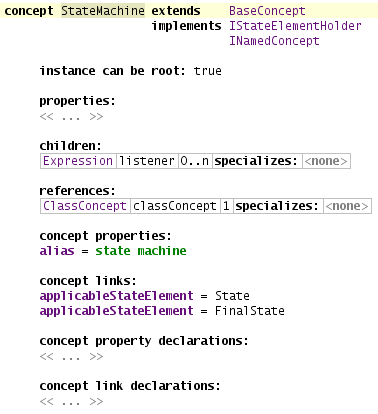 concept StateMachine extends BaseConcept
implements IStateElementHolder
INamedConcept
instance can be root: true
properties:
<< ... >>
children:
Expression listener 0..n specializes: <none>
references:
ClassConcept classConcept 1 specializes: <none>
concept properties:
alias = state machine
concept links:
applicableStateElement = State
applicableStateElement = FinalState
concept property declarations:
<< ... >>
concept link declarations:
<< ... >>